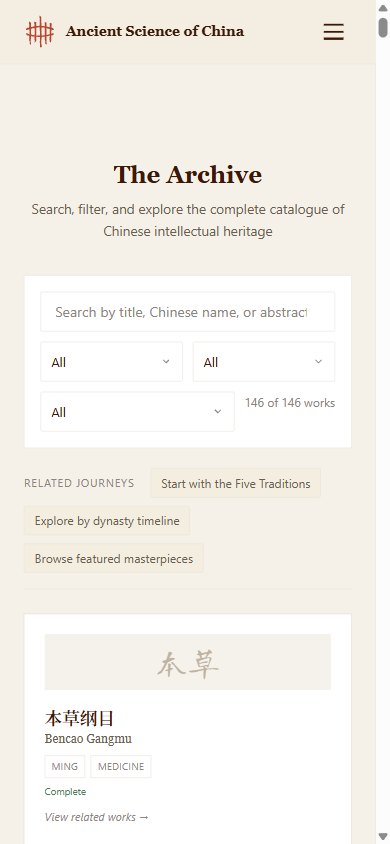 Ancient Science of China
The Archive
Search, filter, and explore the complete catalogue of
Chinese intellectual heritage
Search by title, Chinese name, or abstract
All
All
All
146 of 146 works
RELATED JOURNEYS
Start with the Five Traditions
Explore by dynasty timeline
Browse featured masterpieces
本草
本草纲目
Bencao Gangmu
MING
MEDICINE
Complete
View related works →